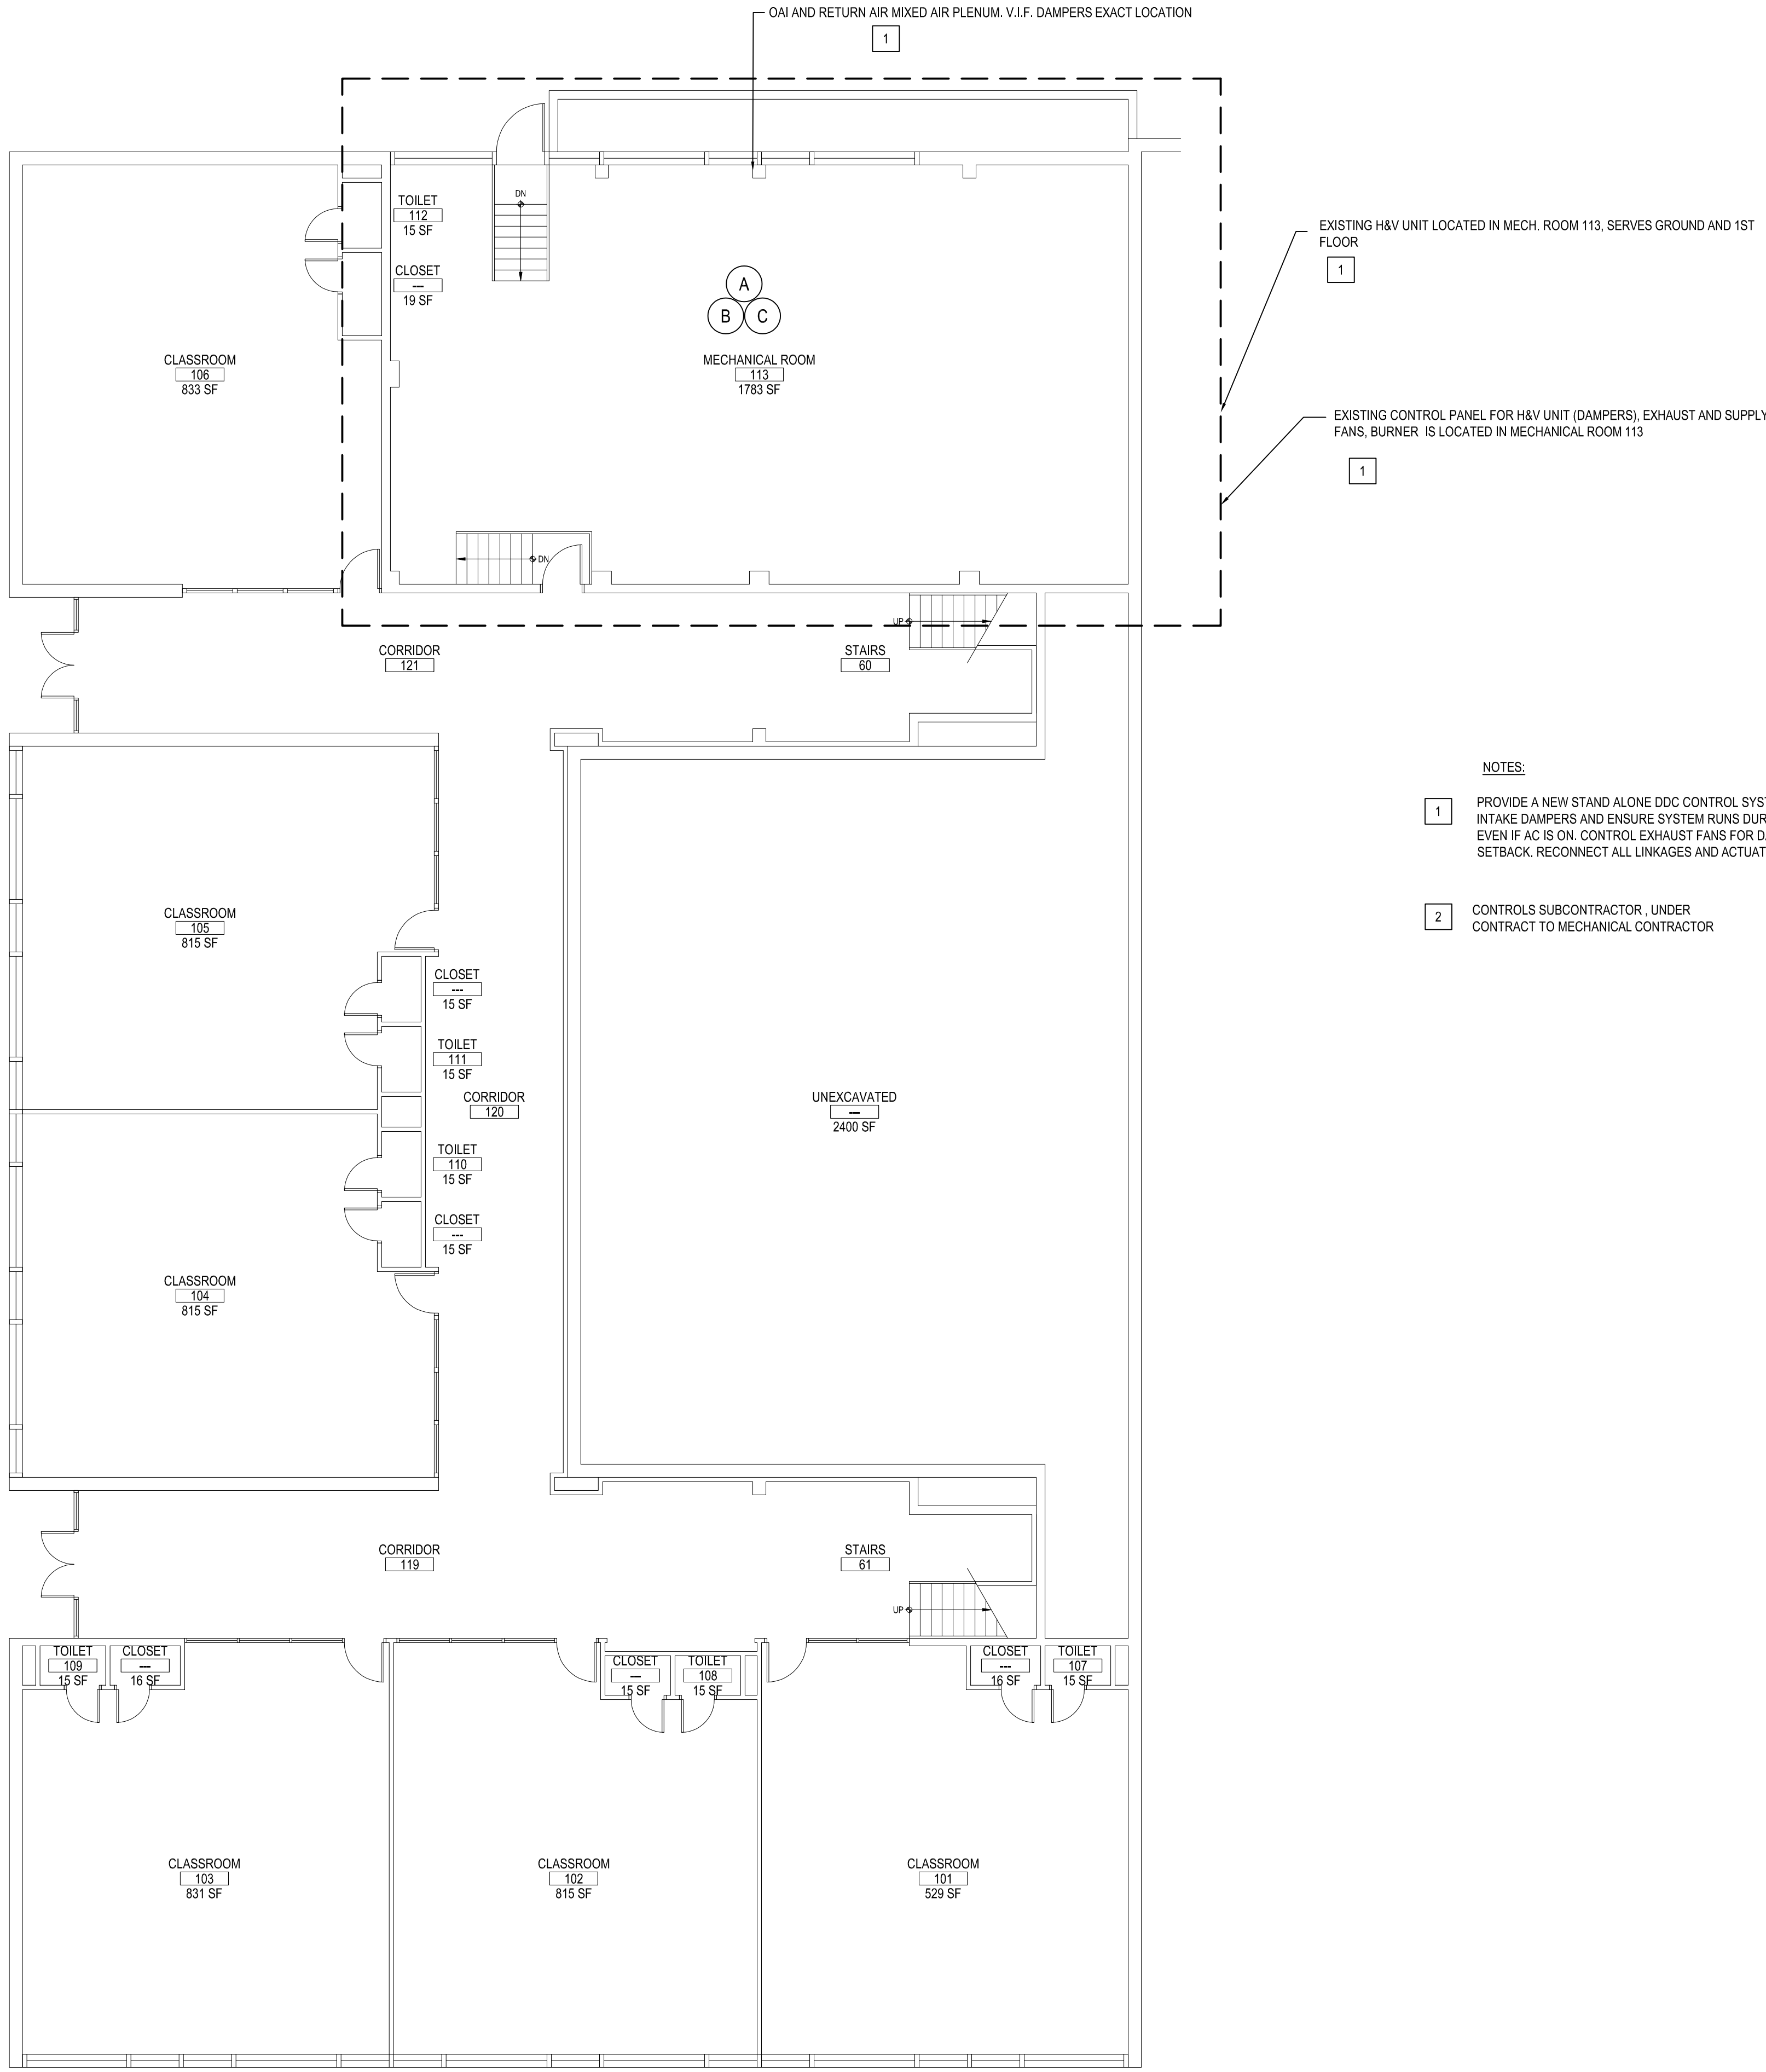 OAI AND RETURN AIR MIXED AIR PLENUM. V.I.F. DAMPERS EXACT LOCATION
1
DN
TOILET
112
15 SF
CLOSET
---
19 SF
EXISTING H&V UNIT LOCATED IN MECH. ROOM 113, SERVES GROUND AND 1ST
FLOOR
1
A
B
C
CLASSROOM
106
833 SF
MECHANICAL ROOM
113
1783 SF
EXISTING CONTROL PANEL FOR H&V UNIT (DAMPERS), EXHAUST AND SUPPLY
FANS, BURNER IS LOCATED IN MECHANICAL ROOM 113
1
DN
UP
CORRIDOR
121
STAIRS
60
NOTES:
1
PROVIDE A NEW STAND ALONE DDC CONTROL SYST
INTAKE DAMPERS AND ENSURE SYSTEM RUNS DUR
EVEN IF AC IS ON. CONTROL EXHAUST FANS FOR DA
SETBACK. RECONNECT ALL LINKAGES AND ACTUAT
2
CONTROLS SUBCONTRACTOR , UNDER
CONTRACT TO MECHANICAL CONTRACTOR
CLASSROOM
105
815 SF
CLOSET
---
15 SF
TOILET
111
15 SF
CORRIDOR
120
UNEXCAVATED
---
2400 SF
TOILET
110
15 SF
CLOSET
---
15 SF
CLASSROOM
104
815 SF
CORRIDOR
119
STAIRS
61
UP
TOILET
109
15 SF
CLOSET
---
16 SF
CLOSET
---
15 SF
TOILET
108
15 SF
CLOSET
---
16 SF
TOILET
107
15 SF
CLASSROOM
103
831 SF
CLASSROOM
102
815 SF
CLASSROOM
101
529 SF